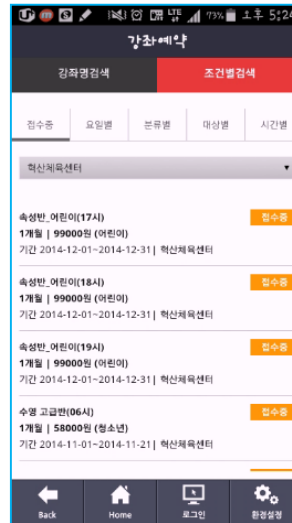 LTE 73% 오후 5:24
강좌예약
강좌명검색 조건별검색
접수중 요일별 분류별 대상별 시간별
혁산체육센터
속성반_어린이(17시) 접수중
1개월 | 99000원 (어린이)
기간 2014-12-01~2014-12-31| 혁산체육센터
속성반_어린이(18시) 접수중
1개월 | 99000원 (어린이)
기간 2014-12-01~2014-12-31| 혁산체육센터
속성반_어린이(19시) 접수중
1개월 | 99000원 (어린이)
기간 2014-12-01~2014-12-31| 혁산체육센터
수영 고급반(06시) 접수중
1개월 | 58000원 (청소년)
기간 2014-11-01~2014-11-21| 혁산체육센터
Back Home 로그인 환경설정